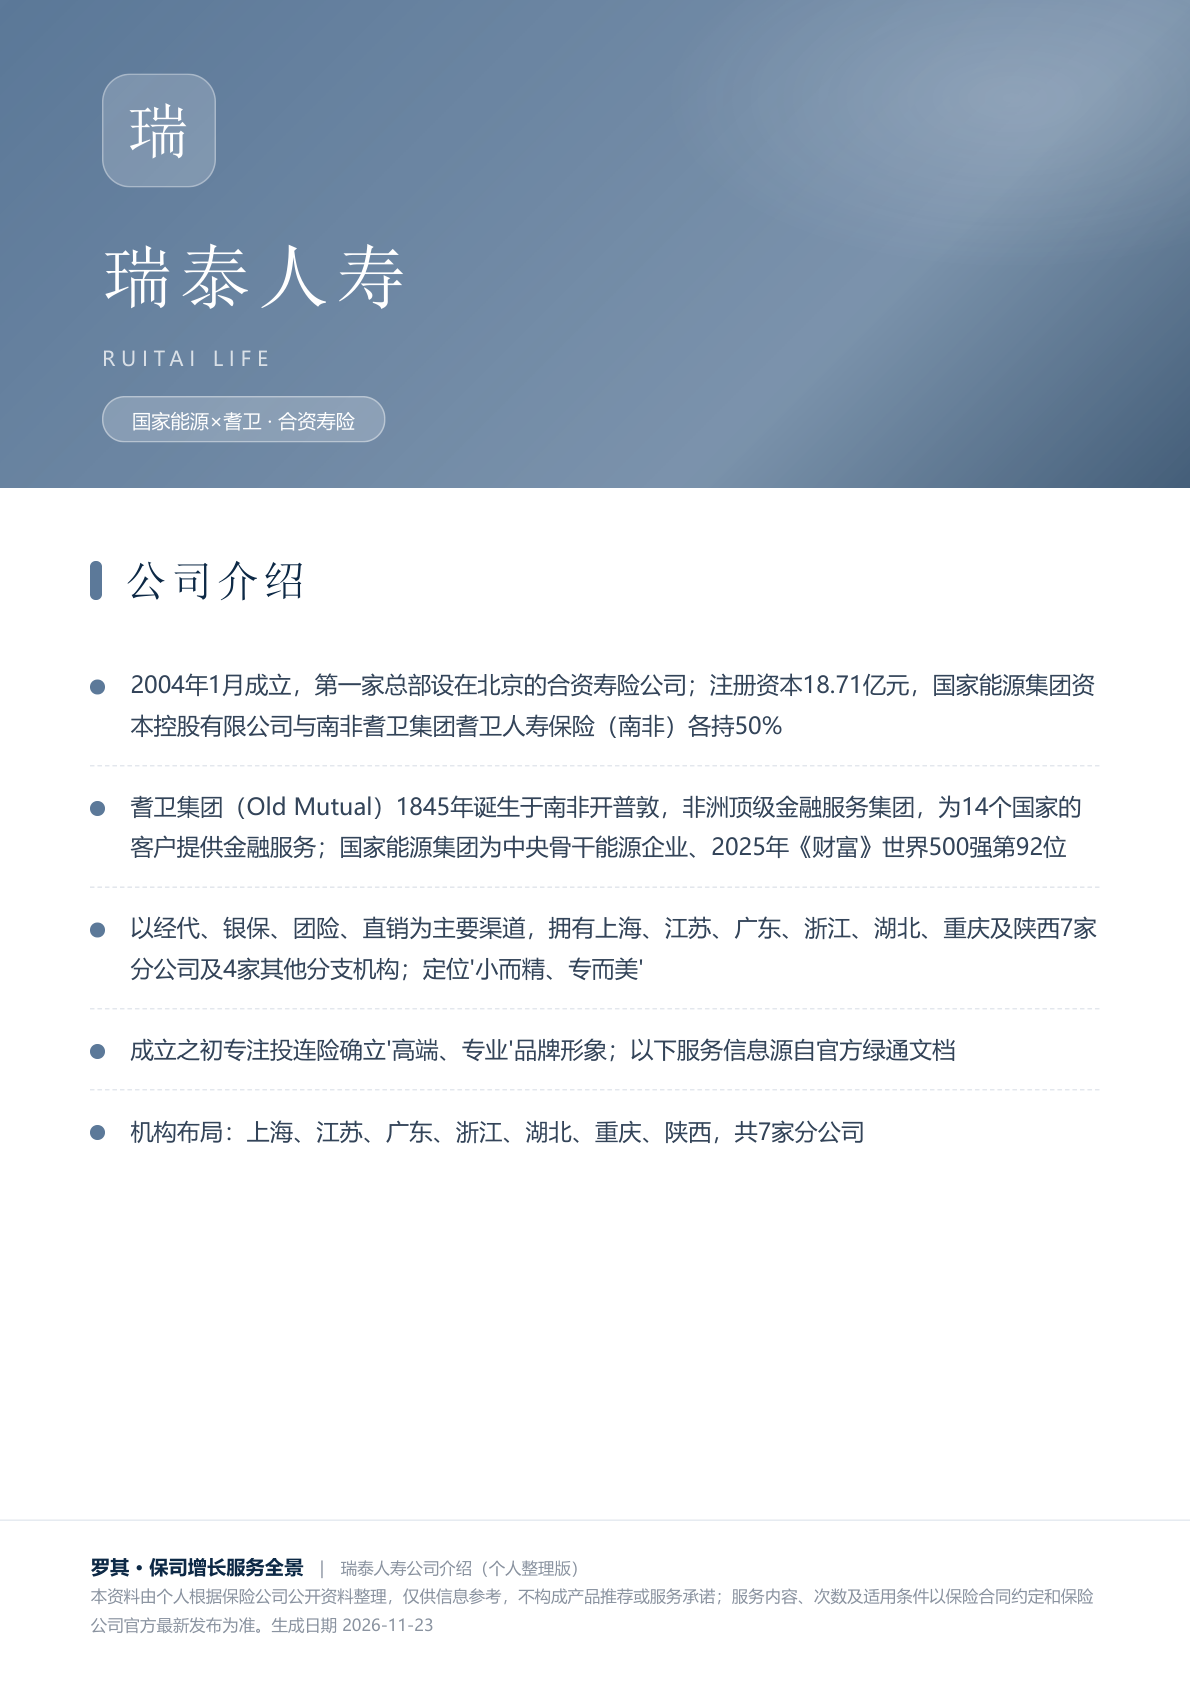 瑞
瑞泰人寿
RUITAI LIFE
国家能源×耆卫 · 合资寿险
公司介绍
2004年1月成立，第一家总部设在北京的合资寿险公司；注册资本18.71亿元，国家能源集团资
本控股有限公司与南非耆卫集团耆卫人寿保险（南非）各持50%
耆卫集团（Old Mutual）1845年诞生于南非开普敦，非洲顶级金融服务集团，为14个国家的
客户提供金融服务；国家能源集团为中央骨干能源企业、2025年《财富》世界500强第92位
以经代、银保、团险、直销为主要渠道，拥有上海、江苏、广东、浙江、湖北、重庆及陕西7家
分公司及4家其他分支机构；定位'小而精、专而美'
成立之初专注投连险确立'高端、专业'品牌形象；以下服务信息源自官方绿通文档
机构布局：上海、江苏、广东、浙江、湖北、重庆、陕西，共7家分公司
罗其·保司增长服务全景 | 瑞泰人寿公司介绍（个人整理版）
本资料由个人根据保险公司公开资料整理，仅供信息参考，不构成产品推荐或服务承诺；服务内容、次数及适用条件以保险合同约定和保险
公司官方最新发布为准。生成日期 2026-11-23